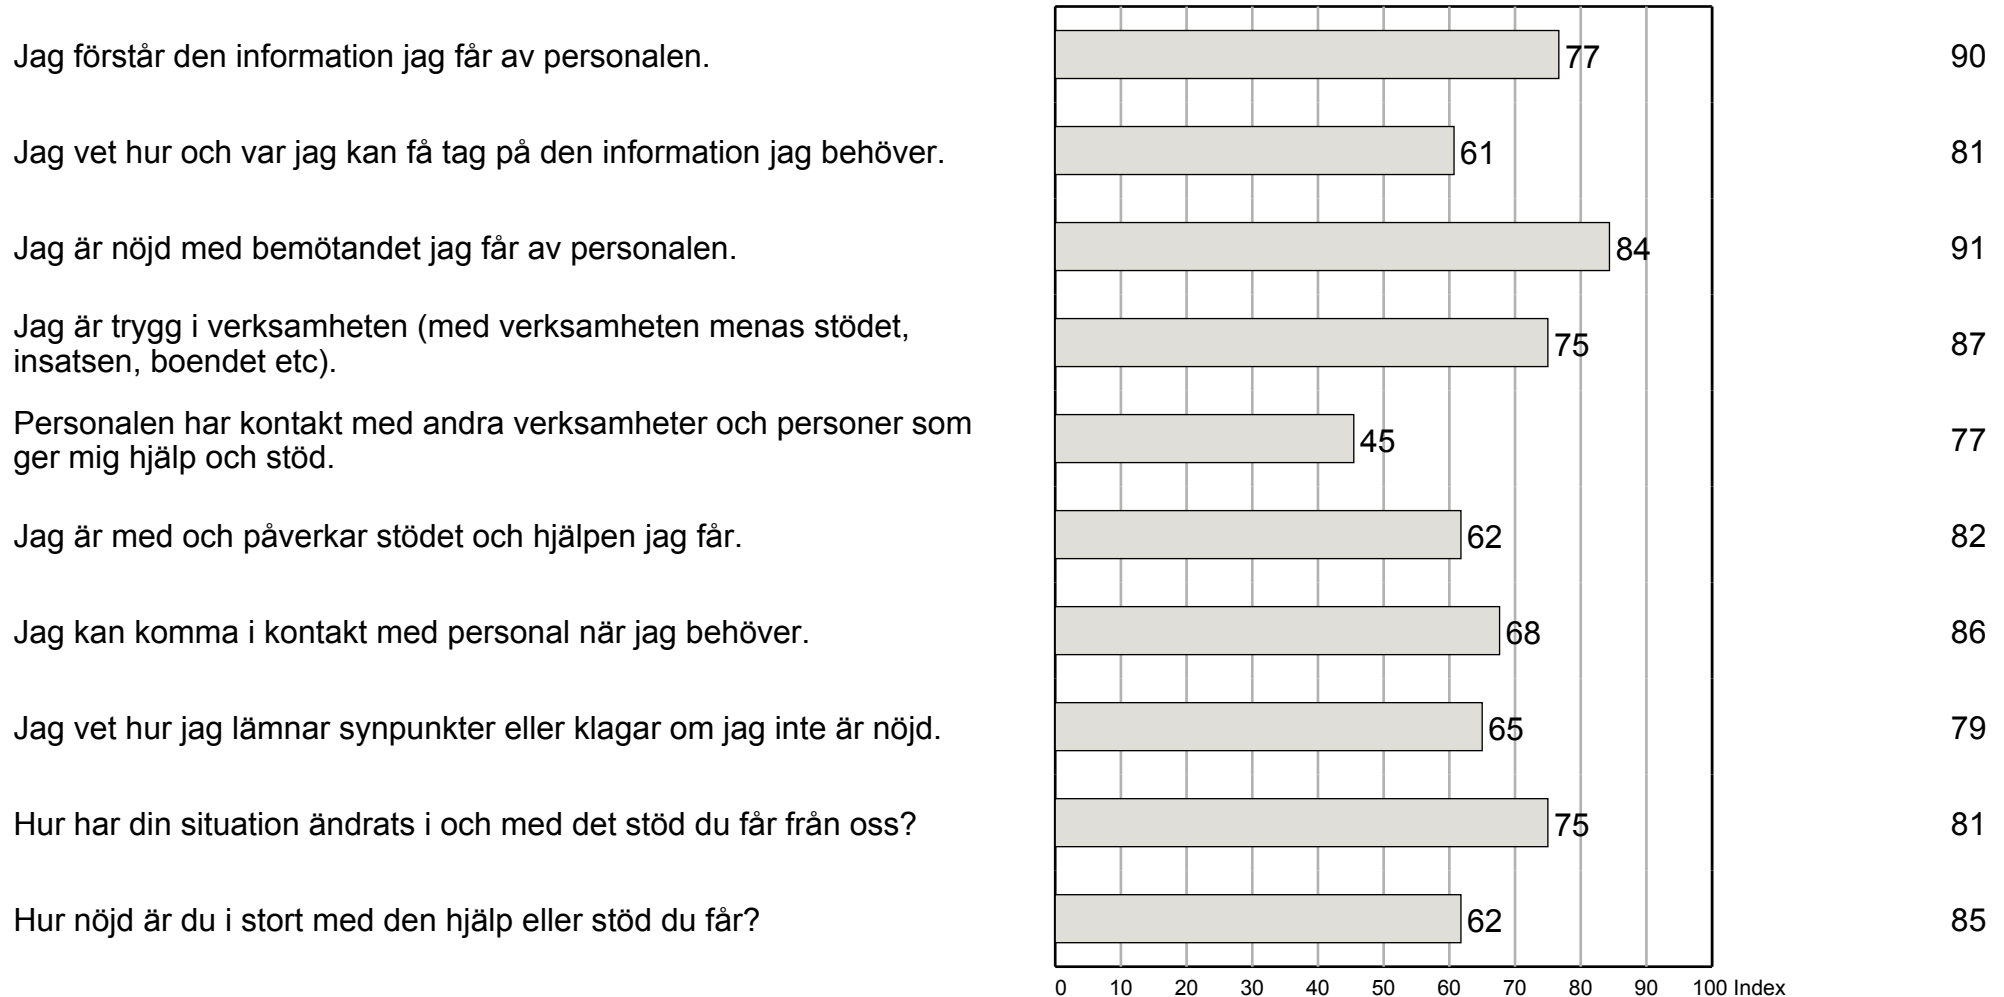 Jag förstår den information jag får av personalen. 77 90
Jag vet hur och var jag kan få tag på den information jag behöver. 61 81
Jag är nöjd med bemötandet jag får av personalen. 84 91
Jag är trygg i verksamheten (med verksamheten menas stödet,
insatsen, boendet etc). 75 87
Personalen har kontakt med andra verksamheter och personer som
ger mig hjälp och stöd. 45 77
Jag är med och påverkar stödet och hjälpen jag får. 62 82
Jag kan komma i kontakt med personal när jag behöver. 68 86
Jag vet hur jag lämnar synpunkter eller klagar om jag inte är nöjd. 65 79
Hur har din situation ändrats i och med det stöd du får från oss? 75 81
Hur nöjd är du i stort med den hjälp eller stöd du får? 62 85
0 10 20 30 40 50 60 70 80 90 100 Index